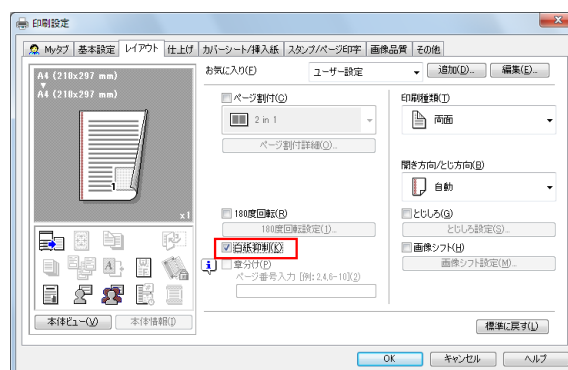 印刷設定
Myタブ 基本設定 レイアウト 仕上げ カバーシート/挿入紙 スタンプ/ページ印字 画像品質 その他
A4 (210x297 mm)
A4 (210x297 mm)
1
x1
本体ビュー(V) 本体情報(I)
お気に入り(F) ユーザー設定 追加(D)... 編集(E)...
ページ割付(C)
2 in 1
ページ割付詳細(O)...
180度回転(R)
180度回転設定(1)...
白紙抑制(K)
章分け(P)
ページ番号入力 [例: 2,4,6-10](2)
印刷種類(T)
両面
開き方向/とじ方向(B)
自動
とじしろ(G)
とじしろ設定(S)...
画像シフト(H)
画像シフト設定(M)...
標準に戻す(L)
OK キャンセル ヘルプ